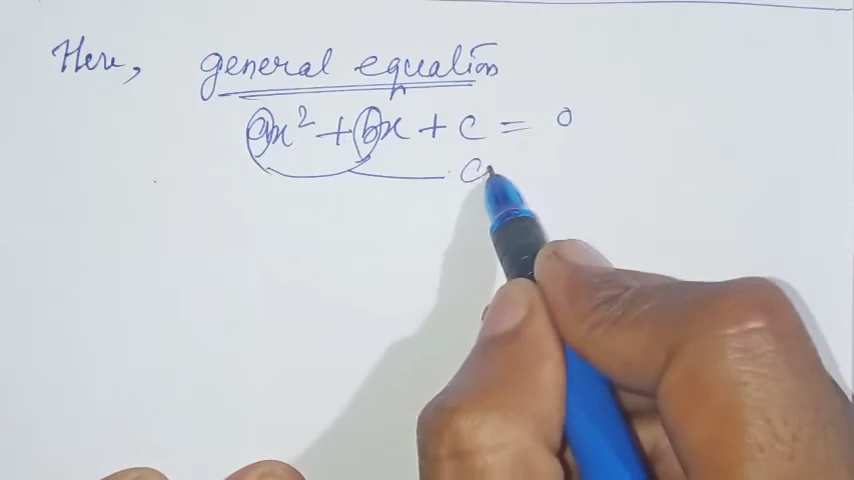 Here, general equation
ax² + bx + c = 0
c